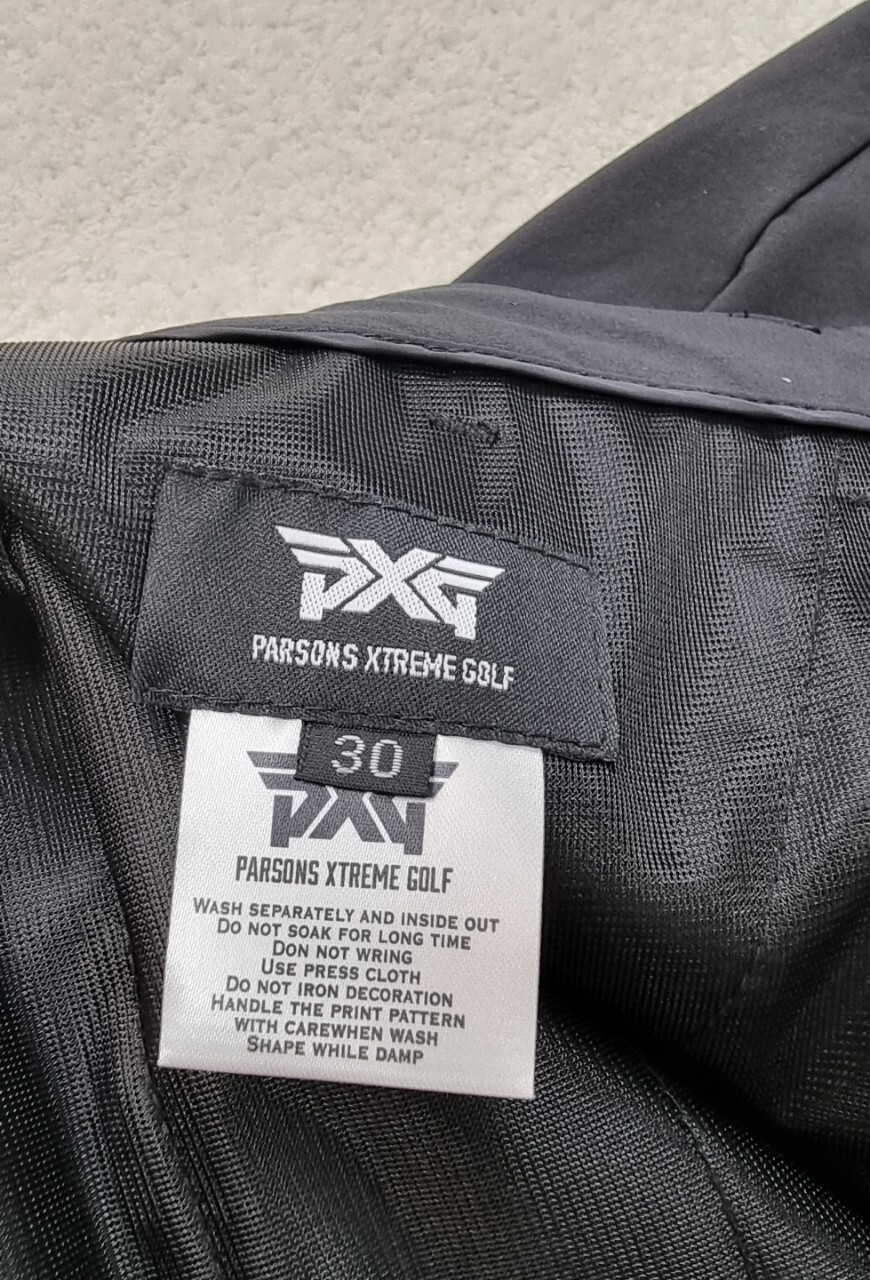 PXG
PARSONS XTREME GOLF
30
PXG
PARSONS XTREME GOLF
WASH SEPARATELY AND INSIDE OUT
DO NOT SOAK FOR LONG TIME
DON NOT WRING
USE PRESS CLOTH
DO NOT IRON DECORATION
HANDLE THE PRINT PATTERN
WITH CAREWHEN WASH
SHAPE WHILE DAMP